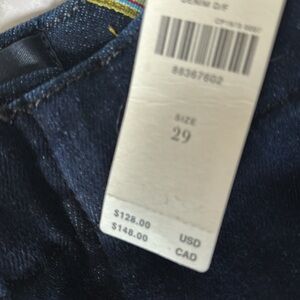 DENIM D/F
88367602
SIZE
29
$128.00 USD
$148.00 CAD